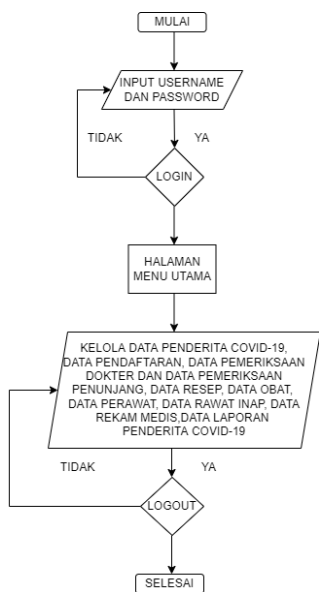 MULAI
INPUT USERNAME
DAN PASSWORD
TIDAK
YA
LOGIN
HALAMAN
MENU UTAMA
KELOLA DATA PENDERITA COVID-19,
DATA PENDAFTARAN, DATA PEMERIKSAAN
DOKTER DAN DATA PEMERIKSAAN
PENUNJANG, DATA RESEP, DATA OBAT,
DATA PERAWAT, DATA RAWAT INAP, DATA
REKAM MEDIS,DATA LAPORAN
PENDERITA COVID-19
TIDAK
YA
LOGOUT
SELESAI